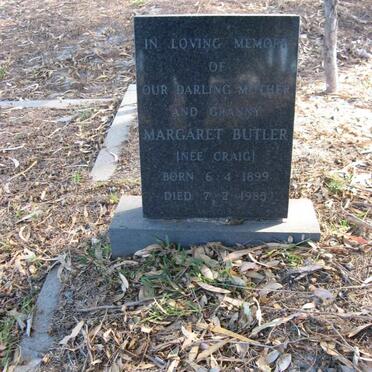 IN LOVING MEMORY
OF
OUR DARLING MOTHER
AND GRANNY
MARGARET BUTLER
(NEE CRAIG)
BORN 6·4·1899
DIED 7·2·1985